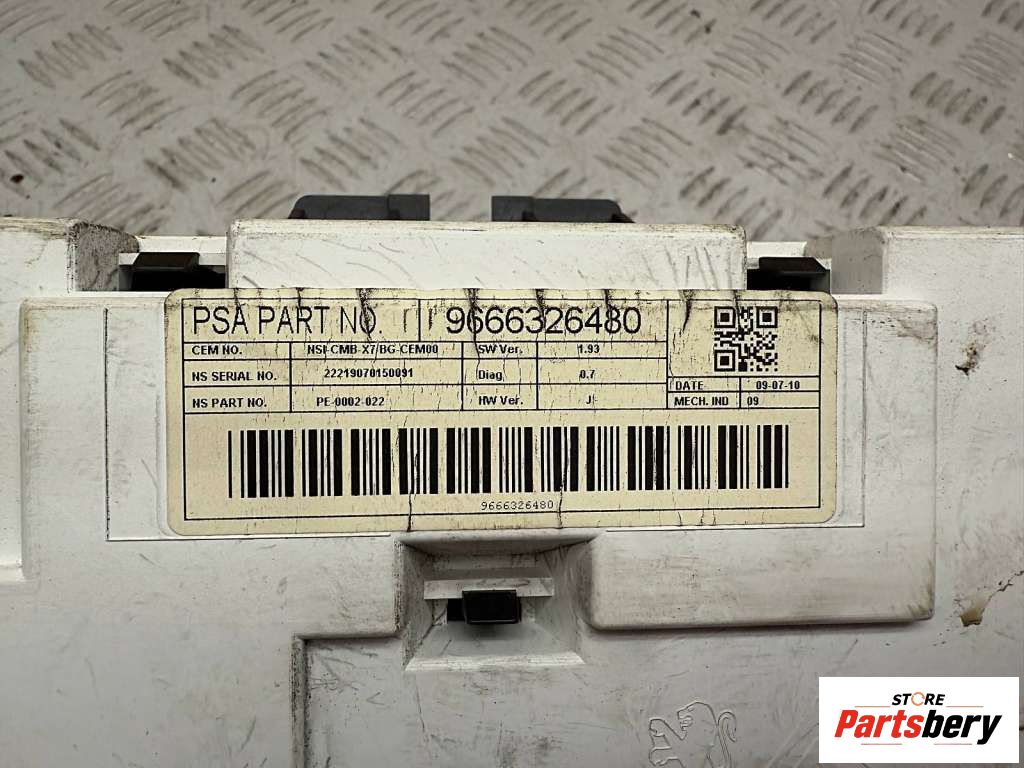 PSA PART NO. 9666326480
CEM NO. NSI-CMB-X7/BG-CEM00 SW Ver. 1.93
NS SERIAL NO. 22219070150091 Diag 0.7
DATE 09-07-10
NS PART NO. PE-0002-022 HW Ver. J
MECH. IND 09
9666326480
STORE
Partsbery